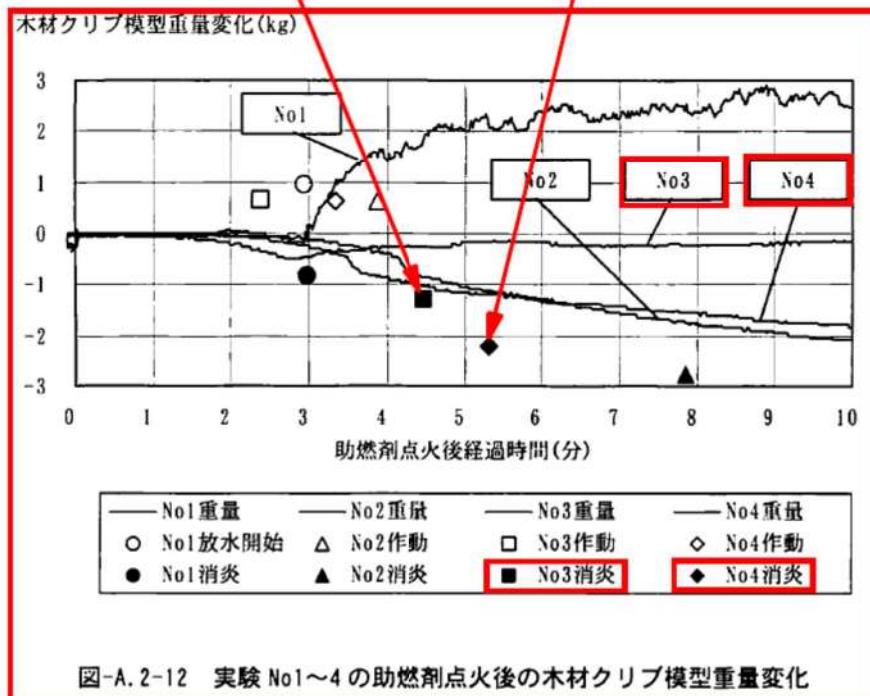 木材クリブ模型重量変化(kg)
3
2
1
0
-1
-2
-3
No1
No2
No3
No4
0 1 2 3 4 5 6 7 8 9 10
助燃剤点火後経過時間(分)
No1重量 No2重量 No3重量 No4重量
No1放水開始 No2作動 No3作動 No4作動
No1消炎 No2消炎 No3消炎 No4消炎
図-A.2-12 実験 No1～4 の助燃剤点火後の木材クリブ模型重量変化